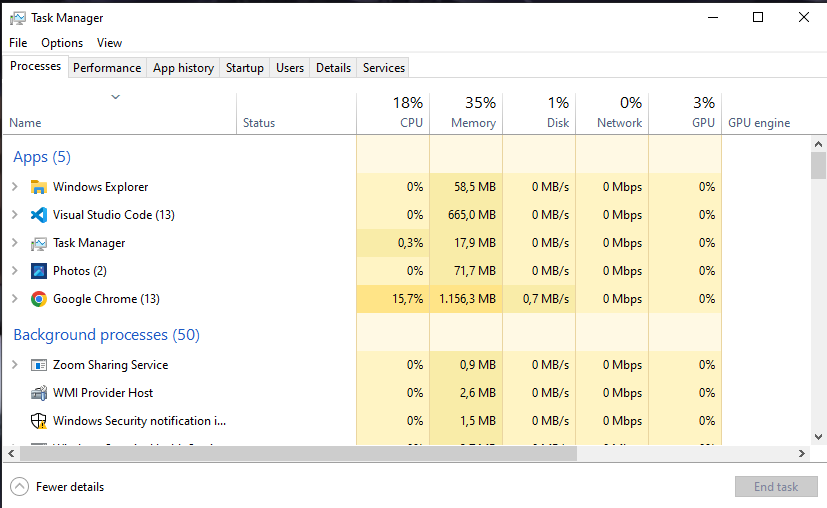 Task Manager
File Options View
Processes Performance App history Startup Users Details Services
18% 35% 1% 0% 3%
Name Status CPU Memory Disk Network GPU GPU engine
Apps (5)
Windows Explorer 0% 58,5 MB 0 MB/s 0 Mbps 0%
Visual Studio Code (13) 0% 665,0 MB 0 MB/s 0 Mbps 0%
Task Manager 0,3% 17,9 MB 0 MB/s 0 Mbps 0%
Photos (2) 0% 71,7 MB 0 MB/s 0 Mbps 0%
Google Chrome (13) 15,7% 1.156,3 MB 0,7 MB/s 0 Mbps 0%
Background processes (50)
Zoom Sharing Service 0% 0,9 MB 0 MB/s 0 Mbps 0%
WMI Provider Host 0% 2,6 MB 0 MB/s 0 Mbps 0%
Windows Security notification i... 0% 1,5 MB 0 MB/s 0 Mbps 0%
Fewer details End task